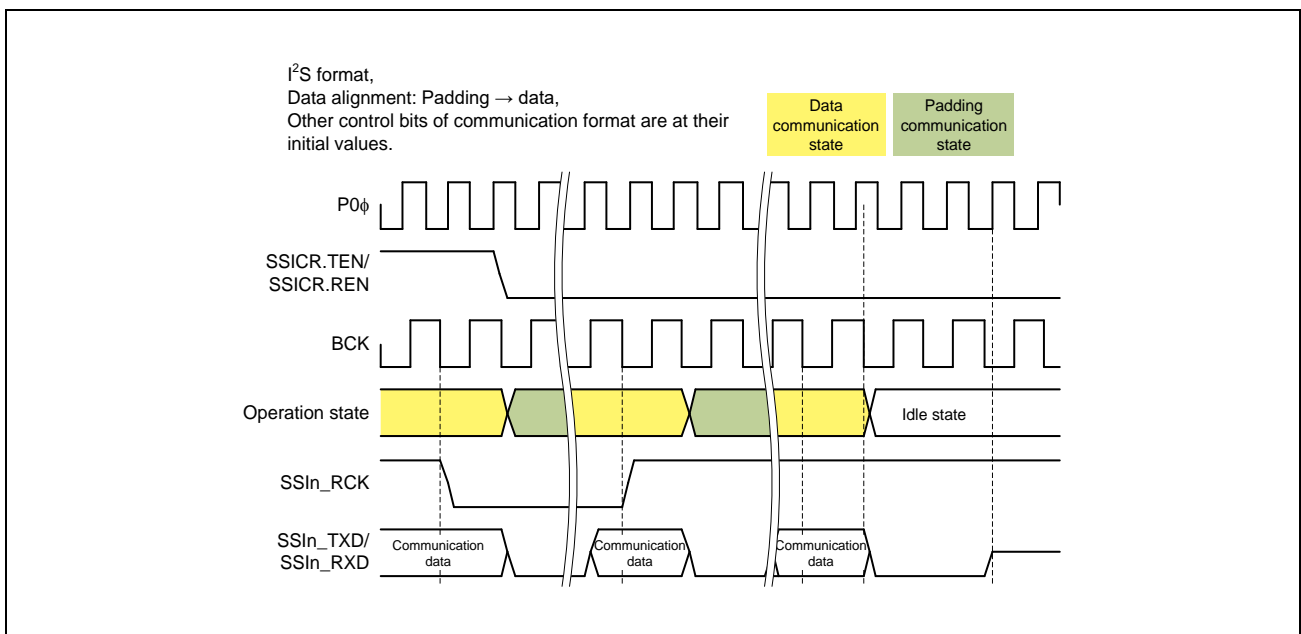 I²S format,
Data alignment: Padding → data,
Other control bits of communication format are at their
initial values.
Data
communication
state
Padding
communication
state
P0ϕ
SSICR.TEN/
SSICR.REN
BCK
Operation state
Idle state
SSIn_RCK
SSIn_TXD/
SSIn_RXD
Communication
data
Communication
data
Communication
data